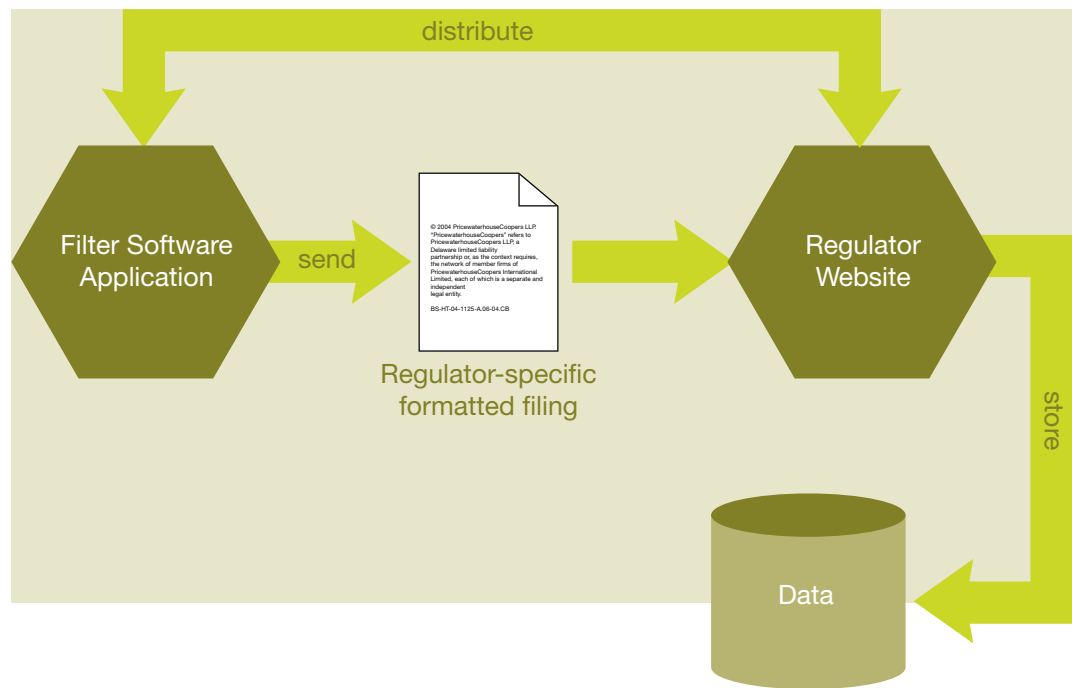 distribute
Filter Software
Application
send
© 2004 PricewaterhouseCoopers LLP.
"PricewaterhouseCoopers" refers to
PricewaterhouseCoopers LLP, a
Delaware limited liability
partnership or, as the context requires,
the network of member firms of
PricewaterhouseCoopers International
Limited, each of which is a separate and
independent
legal entity.
BS-HT-04-1125-A.06-04.CB
Regulator-specific
formatted filing
Regulator
Website
store
Data